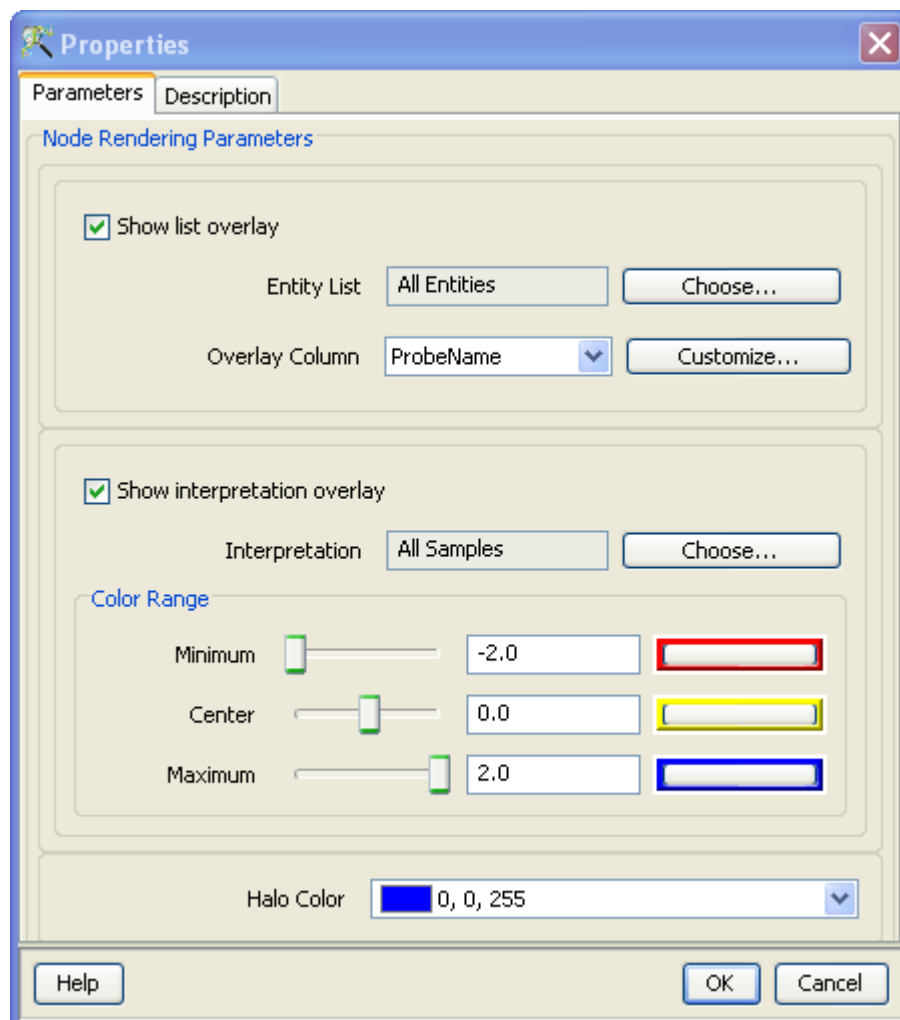 Properties
Parameters Description
Node Rendering Parameters
Show list overlay
Entity List All Entities Choose...
Overlay Column ProbeName Customize...
Show interpretation overlay
Interpretation All Samples Choose...
Color Range
Minimum -2.0
Center 0.0
Maximum 2.0
Halo Color 0, 0, 255
Help OK Cancel